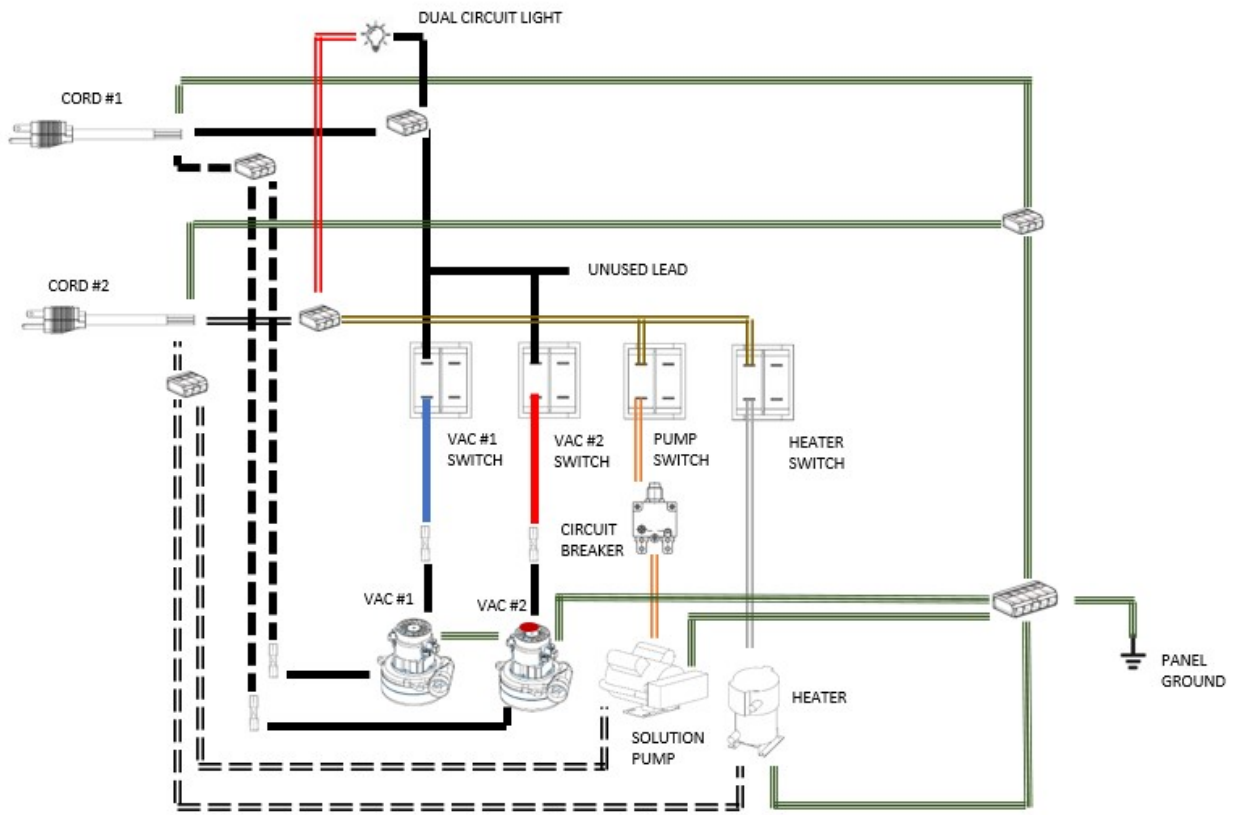 DUAL CIRCUIT LIGHT
CORD #1
UNUSED LEAD
CORD #2
VAC #1
SWITCH
VAC #2
SWITCH
PUMP
SWITCH
HEATER
SWITCH
CIRCUIT
BREAKER
VAC #1
VAC #2
PANEL
GROUND
HEATER
SOLUTION
PUMP